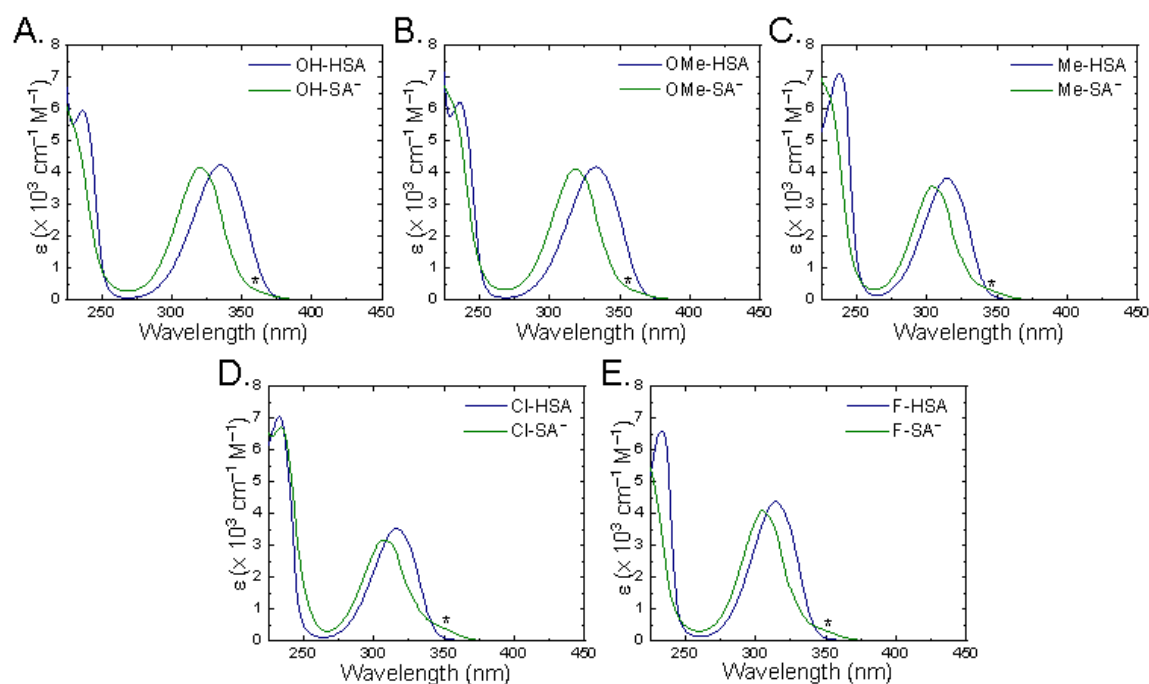 A.
OH-HSA
OH-SA⁻
ε (× 10³ cm⁻¹ M⁻¹)
8
7
6
5
4
3
2
1
0
*
250 300 350 400 450
Wavelength (nm)
B.
OMe-HSA
OMe-SA⁻
ε (× 10³ cm⁻¹ M⁻¹)
8
7
6
5
4
3
2
1
0
*
250 300 350 400 450
Wavelength (nm)
C.
Me-HSA
Me-SA⁻
ε (× 10³ cm⁻¹ M⁻¹)
8
7
6
5
4
3
2
1
0
*
250 300 350 400 450
Wavelength (nm)
D.
Cl-HSA
Cl-SA⁻
ε (× 10³ cm⁻¹ M⁻¹)
8
7
6
5
4
3
2
1
0
*
250 300 350 400 450
Wavelength (nm)
E.
F-HSA
F-SA⁻
ε (× 10³ cm⁻¹ M⁻¹)
8
7
6
5
4
3
2
1
0
*
250 300 350 400 450
Wavelength (nm)